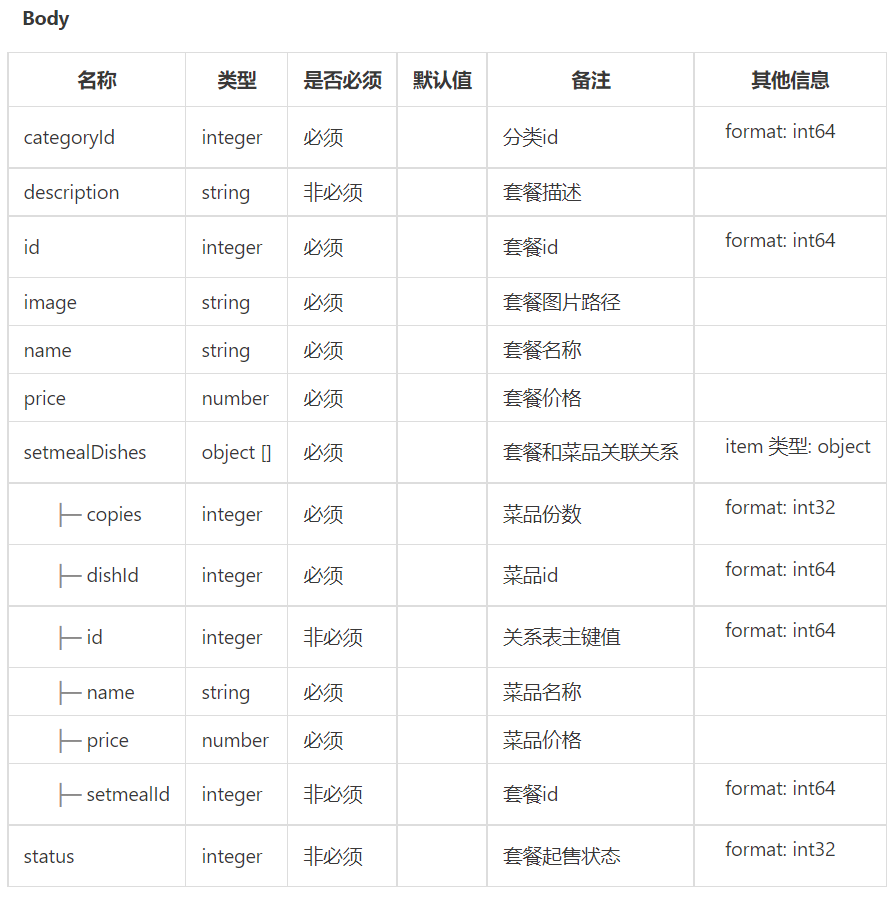 Body
名称 类型 是否必须 默认值 备注 其他信息
categoryId integer 必须 分类id format: int64
description string 非必须 套餐描述
id integer 必须 套餐id format: int64
image string 必须 套餐图片路径
name string 必须 套餐名称
price number 必须 套餐价格
setmealDishes object [] 必须 套餐和菜品关联关系 item 类型: object
├─ copies integer 必须 菜品份数 format: int32
├─ dishId integer 必须 菜品id format: int64
├─ id integer 非必须 关系表主键值 format: int64
├─ name string 必须 菜品名称
├─ price number 必须 菜品价格
├─ setmealId integer 非必须 套餐id format: int64
status integer 非必须 套餐起售状态 format: int32